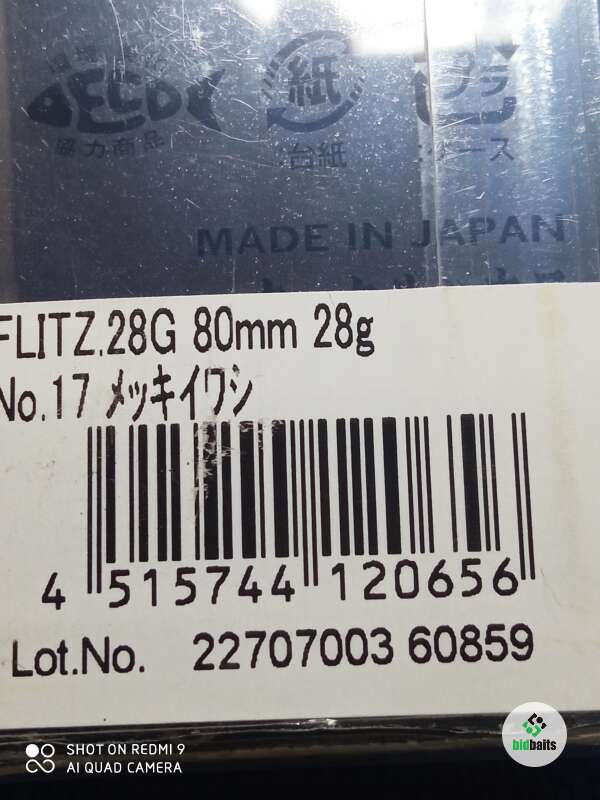 ECO
紙
プラ
協力商品
台紙
ケース
MADE IN JAPAN
FLITZ.28G 80mm 28g
No.17 メッキイワシ
4 515744 120656
Lot.No. 22707003 60859
SHOT ON REDMI 9
AI QUAD CAMERA
bidbaits